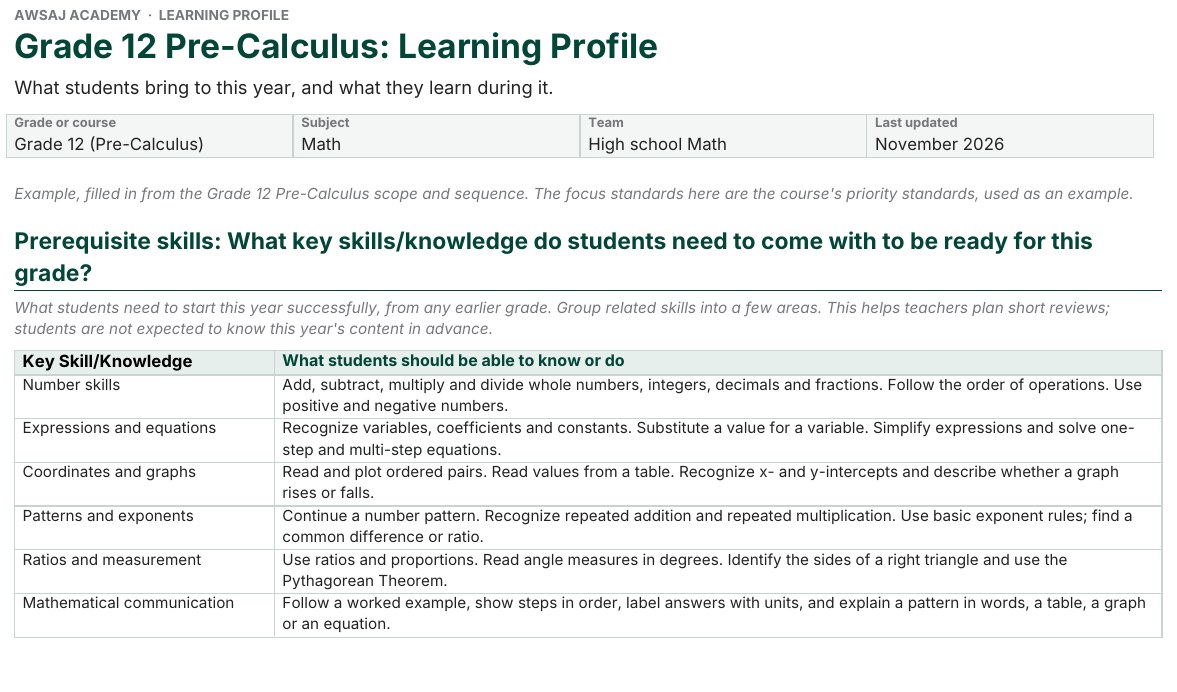 AWSAJ ACADEMY · LEARNING PROFILE
Grade 12 Pre-Calculus: Learning Profile
What students bring to this year, and what they learn during it.
Grade or course
Grade 12 (Pre-Calculus)
Subject
Math
Team
High school Math
Last updated
November 2026
Example, filled in from the Grade 12 Pre-Calculus scope and sequence. The focus standards here are the course's priority standards, used as an example.
Prerequisite skills: What key skills/knowledge do students need to come with to be ready for this
grade?
What students need to start this year successfully, from any earlier grade. Group related skills into a few areas. This helps teachers plan short reviews;
students are not expected to know this year's content in advance.
Key Skill/Knowledge
What students should be able to know or do
Number skills
Add, subtract, multiply and divide whole numbers, integers, decimals and fractions. Follow the order of operations. Use
positive and negative numbers.
Expressions and equations
Recognize variables, coefficients and constants. Substitute a value for a variable. Simplify expressions and solve one-
step and multi-step equations.
Coordinates and graphs
Read and plot ordered pairs. Read values from a table. Recognize x- and y-intercepts and describe whether a graph
rises or falls.
Patterns and exponents
Continue a number pattern. Recognize repeated addition and repeated multiplication. Use basic exponent rules; find a
common difference or ratio.
Ratios and measurement
Use ratios and proportions. Read angle measures in degrees. Identify the sides of a right triangle and use the
Pythagorean Theorem.
Mathematical communication
Follow a worked example, show steps in order, label answers with units, and explain a pattern in words, a table, a graph
or an equation.